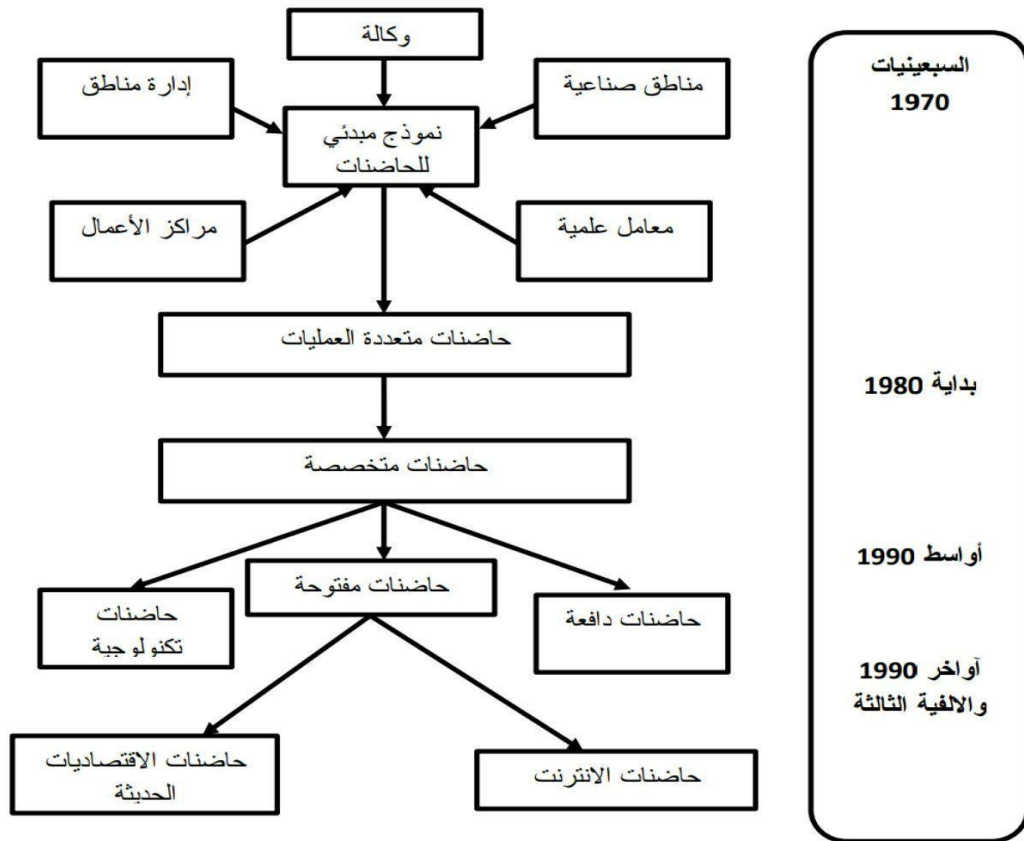 وكالة
مناطق صناعية
إدارة مناطق
نموذج مبدئي
للحاضنات
معامل علمية
مراكز الأعمال
حاضنات متعددة العمليات
حاضنات متخصصة
حاضنات دافعة
حاضنات مفتوحة
حاضنات
تكنولوجية
حاضنات الانترنت
حاضنات الاقتصاديات
الحديثة
السبعينيات
1970
بداية 1980
أواسط 1990
آواخر 1990
والالفية الثالثة